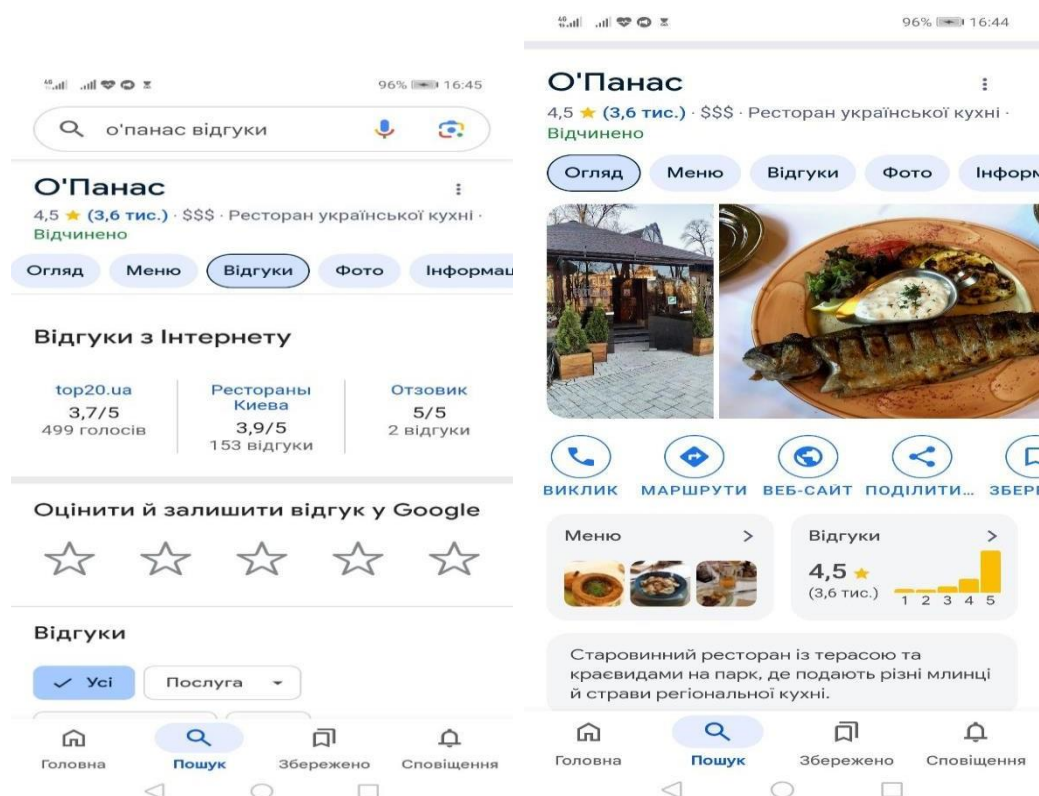 96% 16:45
о'панас відгуки
О'Панас
4,5 ★ (3,6 тис.) · $$$ · Ресторан української кухні ·
Відчинено
Огляд Меню Відгуки Фото Інформац
Відгуки з Інтернету
top20.ua
3,7/5
499 голосів
Рестораны
Киева
3,9/5
153 відгуки
Отзовик
5/5
2 відгуки
Оцінити й залишити відгук у Google
Відгуки
Усі Послуга
Головна Пошук Збережено Сповіщення
96% 16:44
О'Панас
4,5 ★ (3,6 тис.) · $$$ · Ресторан української кухні ·
Відчинено
Огляд Меню Відгуки Фото Інформ
ВИКЛИК МАРШРУТИ ВЕБ-САЙТ ПОДІЛИТИ... ЗБЕРЕ
Меню
Відгуки
4,5 ★
(3,6 тис.)
1 2 3 4 5
Старовинний ресторан із терасою та
краєвидами на парк, де подають різні млинці
й страви регіональної кухні.
Головна Пошук Збережено Сповіщення